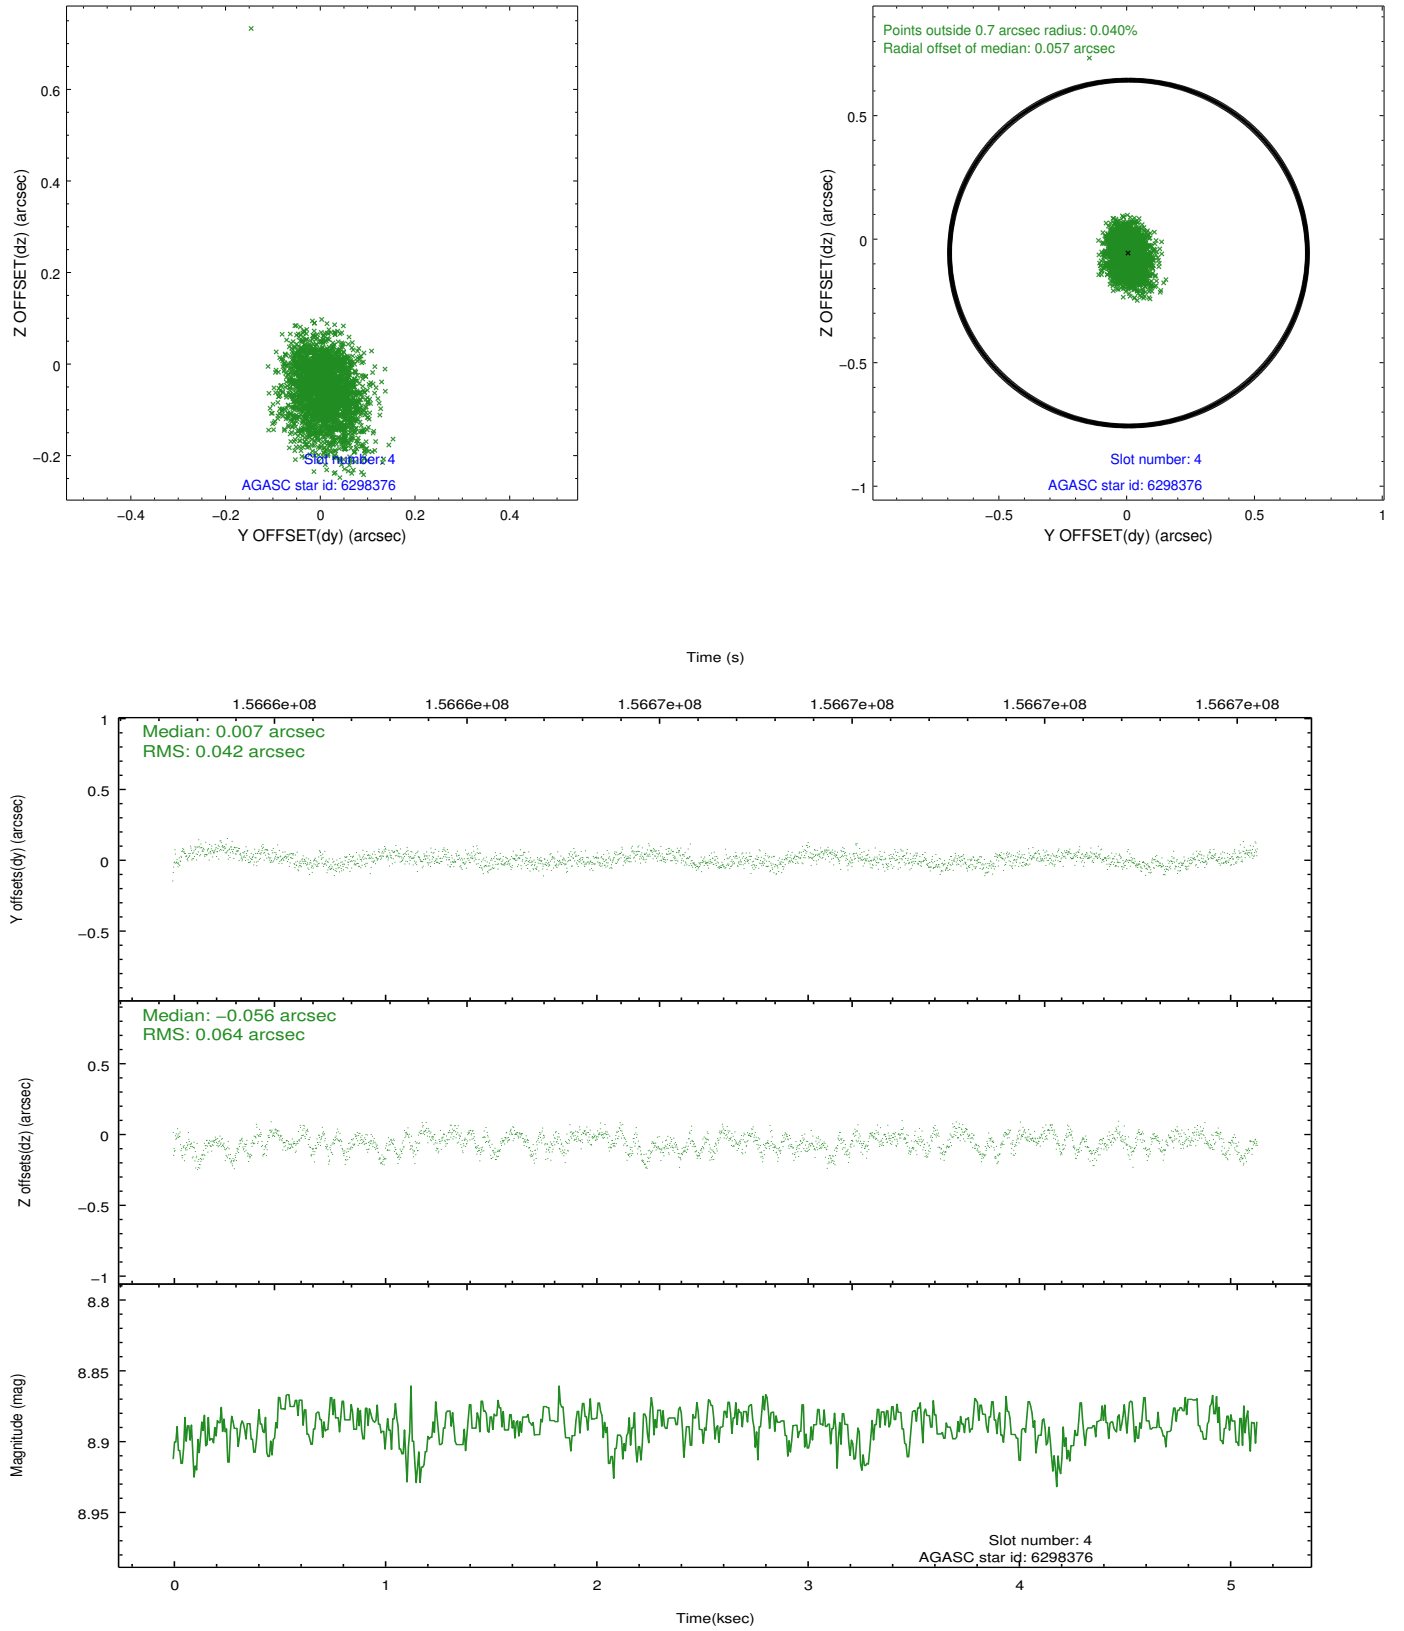 0.6
0.4
0.2
0
−0.2
Z OFFSET(dz) (arcsec)
Slot number: 4
AGASC star id: 6298376
−0.4 −0.2 0 0.2 0.4
Y OFFSET(dy) (arcsec)
Points outside 0.7 arcsec radius: 0.040%
Radial offset of median: 0.057 arcsec
0.5
0
−0.5
−1
Z OFFSET(dz) (arcsec)
Slot number: 4
AGASC star id: 6298376
−0.5 0 0.5 1
Y OFFSET(dy) (arcsec)
Time (s)
1.5666e+08 1.5666e+08 1.5667e+08 1.5667e+08 1.5667e+08 1.5667e+08
Median: 0.007 arcsec
RMS: 0.042 arcsec
1
0.5
0
−0.5
Y offsets(dy) (arcsec)
Median: −0.056 arcsec
RMS: 0.064 arcsec
0.5
0
−0.5
−1
Z offsets(dz) (arcsec)
8.8
8.85
8.9
8.95
Magnitude (mag)
Slot number: 4
AGASC star id: 6298376
0 1 2 3 4 5
Time(ksec)